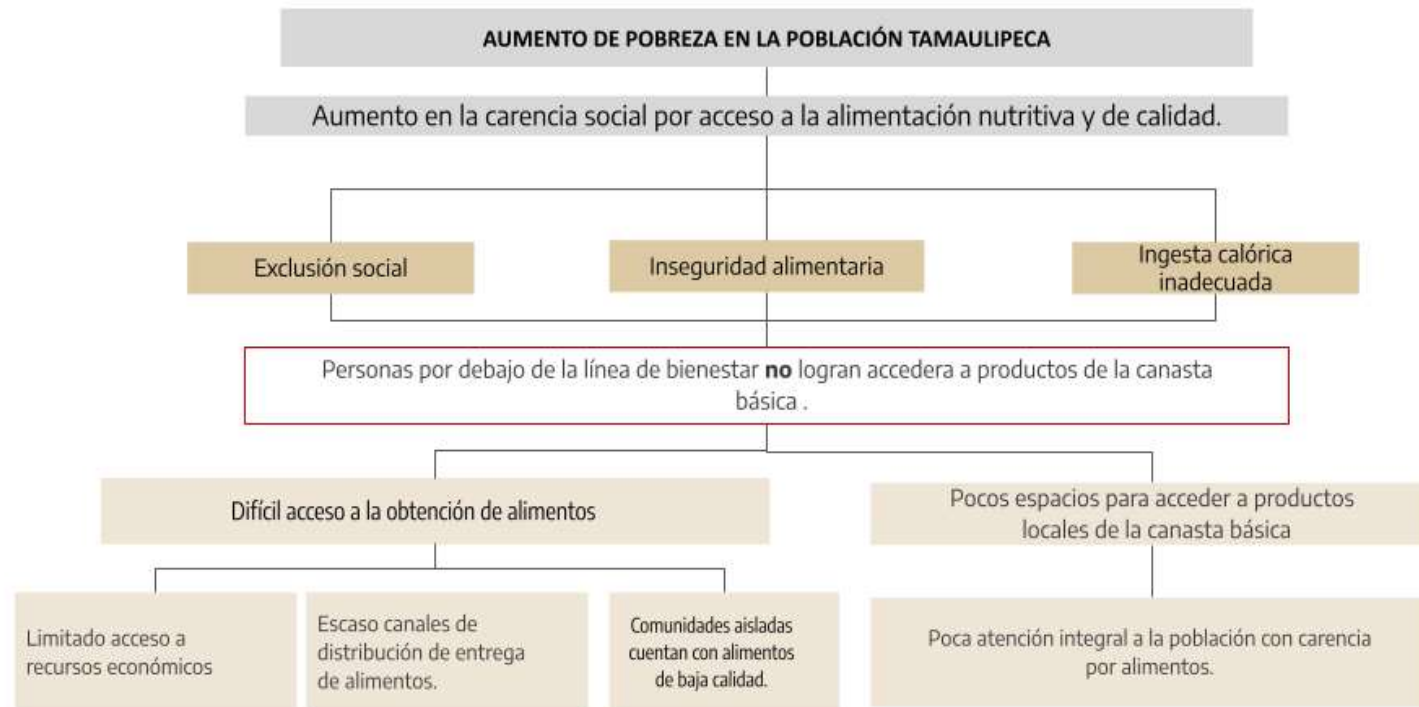 AUMENTO DE POBREZA EN LA POBLACIÓN TAMAULIPECA
Aumento en la carencia social por acceso a la alimentación nutritiva y de calidad.
Exclusión social
Inseguridad alimentaria
Ingesta calórica
inadecuada
Personas por debajo de la línea de bienestar no logran accedera a productos de la canasta
básica .
Difícil acceso a la obtención de alimentos
Pocos espacios para acceder a productos
locales de la canasta básica
Limitado acceso a
recursos económicos
Escaso canales de
distribución de entrega
de alimentos.
Comunidades aisladas
cuentan con alimentos
de baja calidad.
Poca atención integral a la población con carencia
por alimentos.